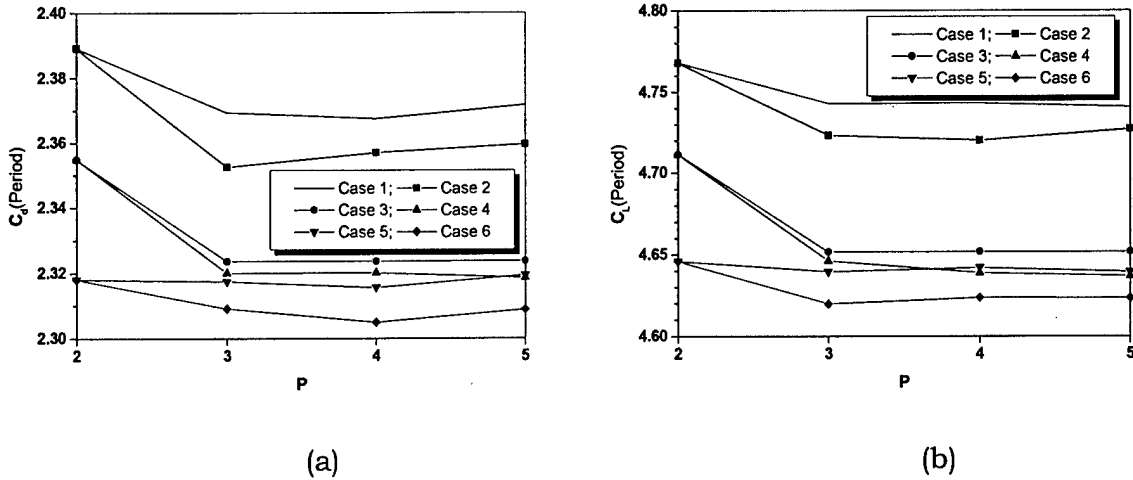 2.40
2.38
2.36
2.34
2.32
2.30
Cd(Period)
Case 1; Case 2
Case 3; Case 4
Case 5; Case 6
2 3 4 5
P
(a)
4.80
4.75
4.70
4.65
4.60
CL(Period)
Case 1; Case 2
Case 3; Case 4
Case 5; Case 6
2 3 4 5
P
(b)